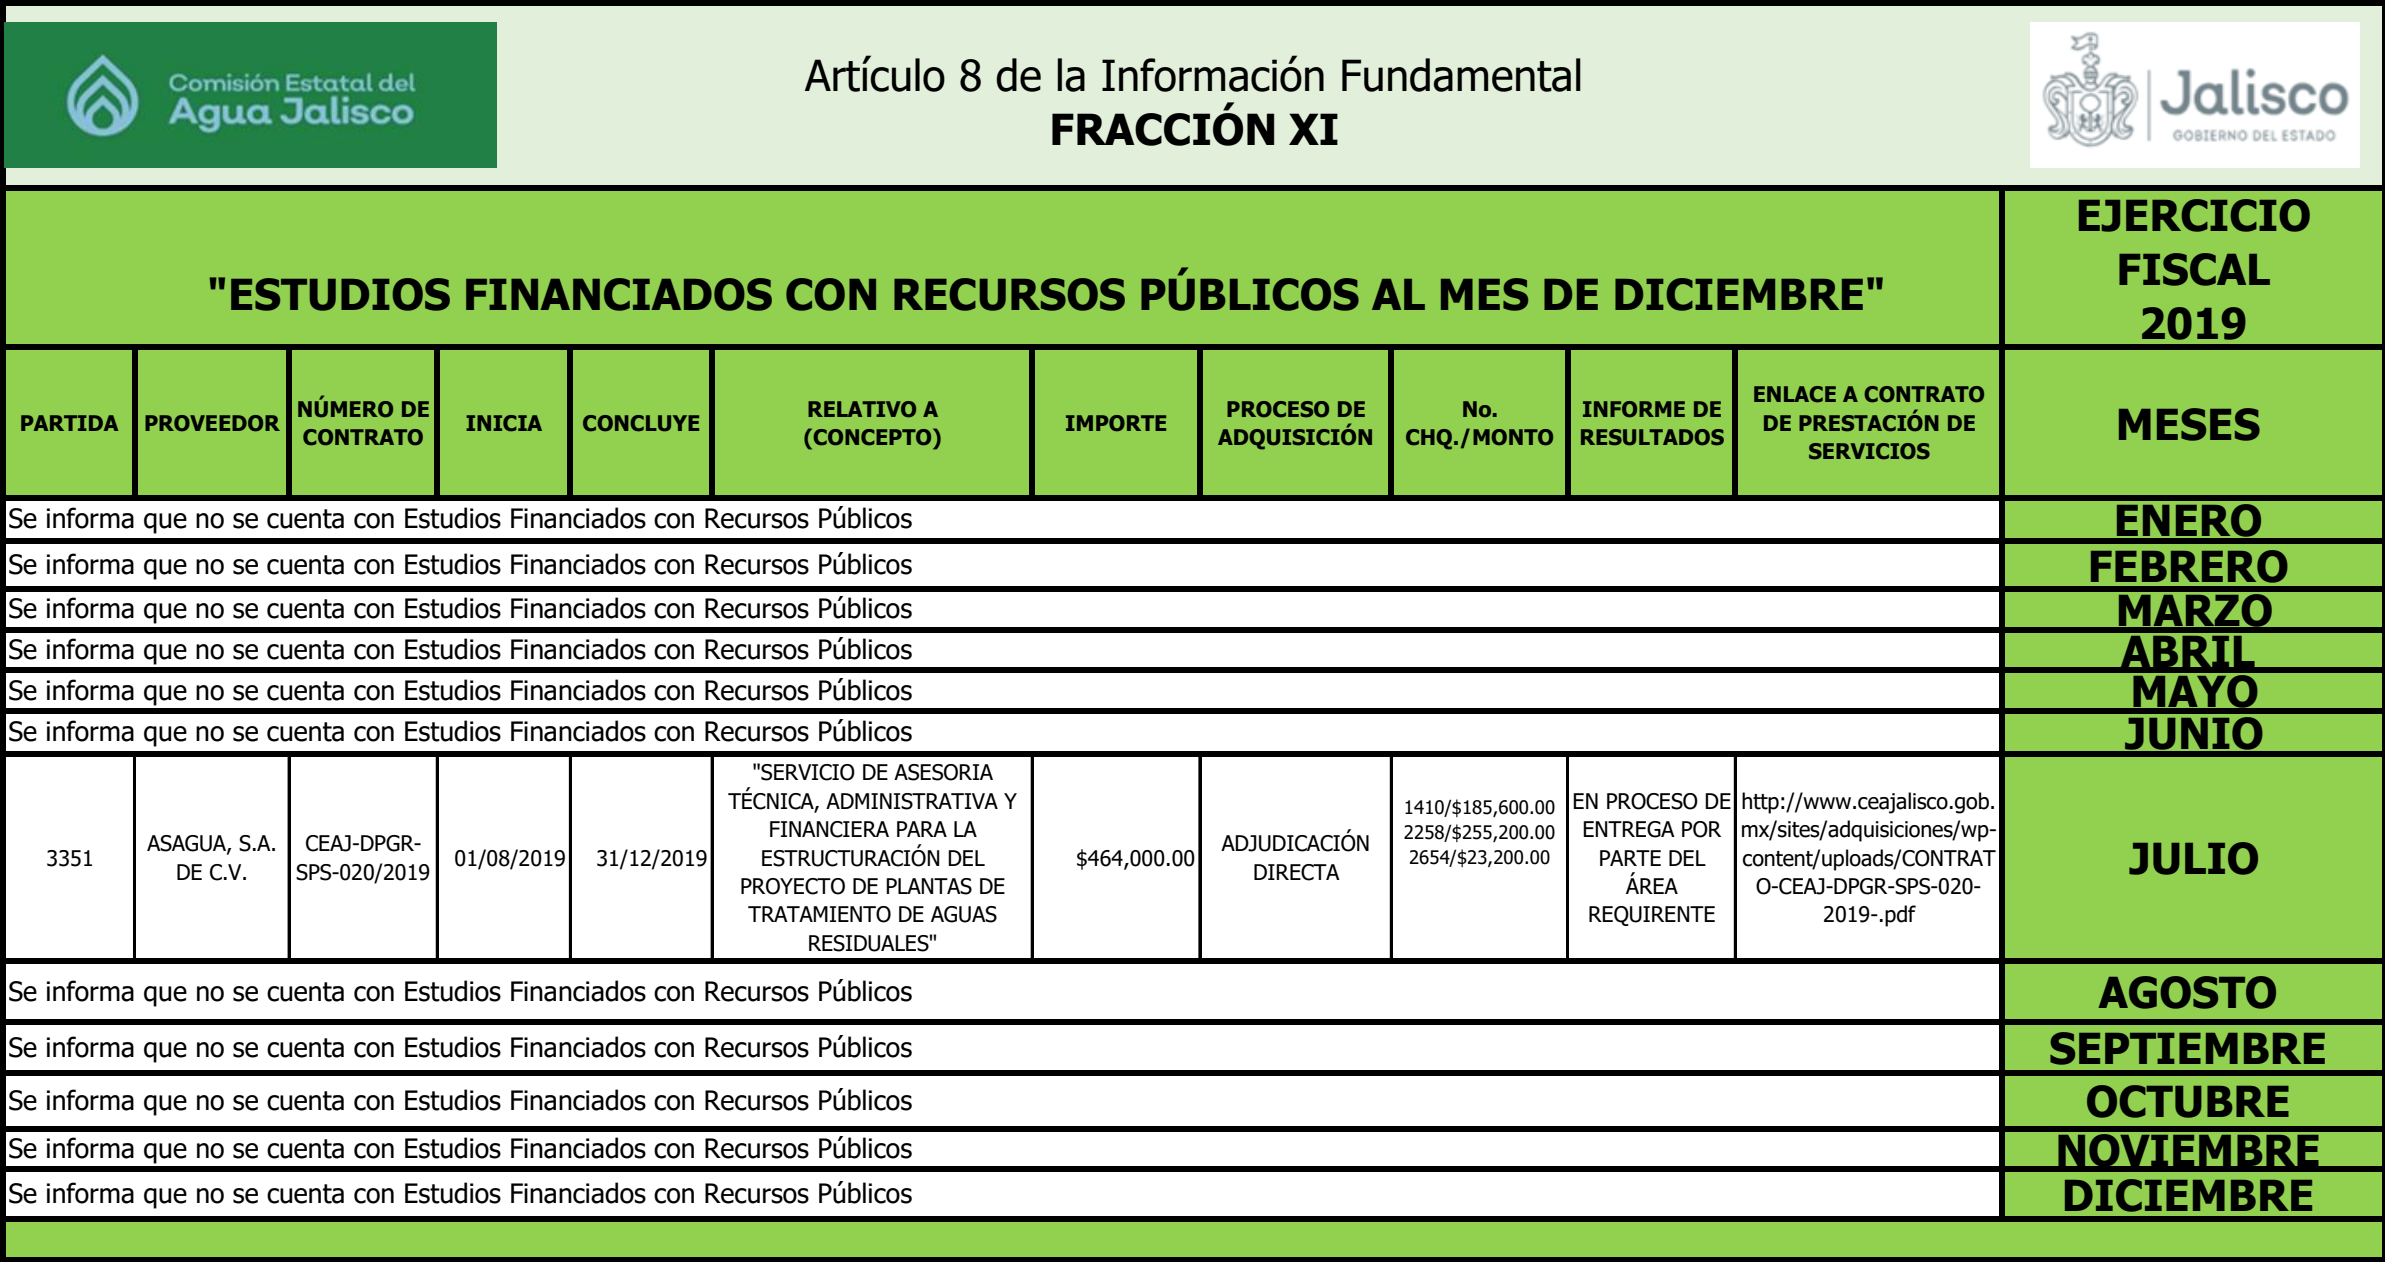 Comisión Estatal del
Agua Jalisco
Artículo 8 de la Información Fundamental
FRACCIÓN XI
Jalisco
GOBIERNO DEL ESTADO
"ESTUDIOS FINANCIADOS CON RECURSOS PÚBLICOS AL MES DE DICIEMBRE"
EJERCICIO
FISCAL
2019
PARTIDA
PROVEEDOR
NÚMERO DE
CONTRATO
INICIA
CONCLUYE
RELATIVO A
(CONCEPTO)
IMPORTE
PROCESO DE
ADQUISICIÓN
No.
CHQ./MONTO
INFORME DE
RESULTADOS
ENLACE A CONTRATO
DE PRESTACIÓN DE
SERVICIOS
MESES
Se informa que no se cuenta con Estudios Financiados con Recursos Públicos
ENERO
Se informa que no se cuenta con Estudios Financiados con Recursos Públicos
FEBRERO
Se informa que no se cuenta con Estudios Financiados con Recursos Públicos
MARZO
Se informa que no se cuenta con Estudios Financiados con Recursos Públicos
ABRIL
Se informa que no se cuenta con Estudios Financiados con Recursos Públicos
MAYO
Se informa que no se cuenta con Estudios Financiados con Recursos Públicos
JUNIO
3351
ASAGUA, S.A.
DE C.V.
CEAJ-DPGR-
SPS-020/2019
01/08/2019
31/12/2019
"SERVICIO DE ASESORIA
TÉCNICA, ADMINISTRATIVA Y
FINANCIERA PARA LA
ESTRUCTURACIÓN DEL
PROYECTO DE PLANTAS DE
TRATAMIENTO DE AGUAS
RESIDUALES"
$464,000.00
ADJUDICACIÓN
DIRECTA
1410/$185,600.00
2258/$255,200.00
2654/$23,200.00
EN PROCESO DE
ENTREGA POR
PARTE DEL
ÁREA
REQUIRENTE
http://www.ceajalisco.gob.
mx/sites/adquisiciones/wp-
content/uploads/CONTRAT
O-CEAJ-DPGR-SPS-020-
2019-.pdf
JULIO
Se informa que no se cuenta con Estudios Financiados con Recursos Públicos
AGOSTO
Se informa que no se cuenta con Estudios Financiados con Recursos Públicos
SEPTIEMBRE
Se informa que no se cuenta con Estudios Financiados con Recursos Públicos
OCTUBRE
Se informa que no se cuenta con Estudios Financiados con Recursos Públicos
NOVIEMBRE
Se informa que no se cuenta con Estudios Financiados con Recursos Públicos
DICIEMBRE